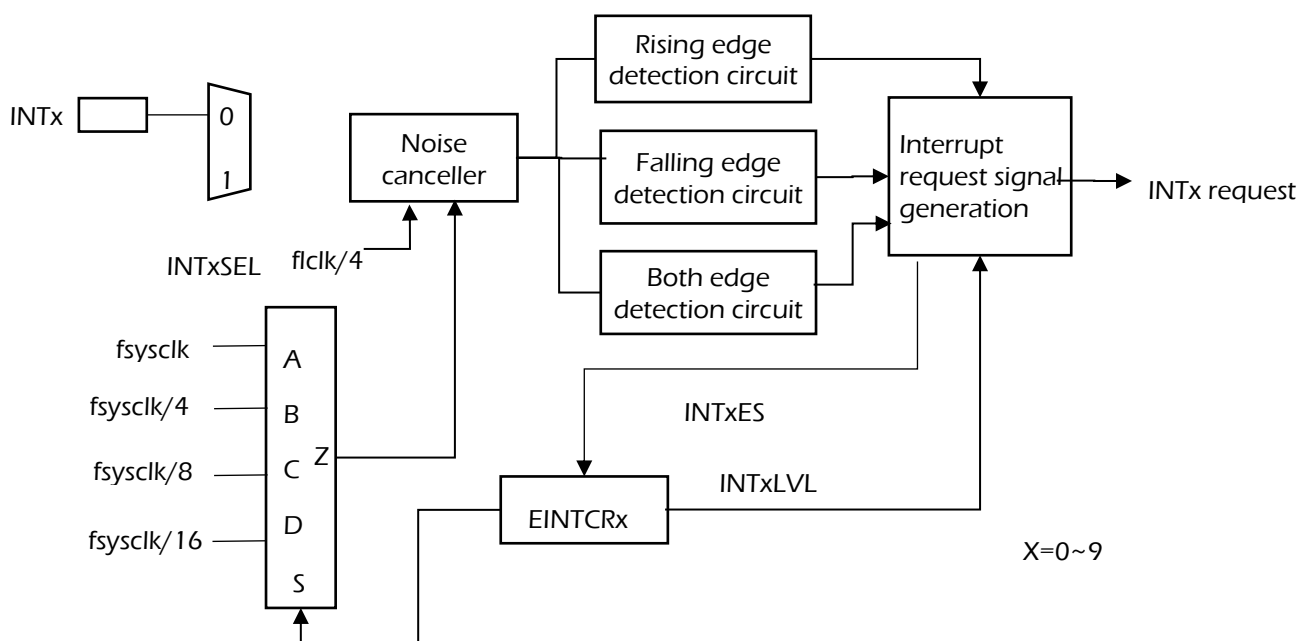 Rising edge
detection circuit
INTx
0
1
Noise
canceller
Falling edge
detection circuit
Interrupt
request signal
generation
INTx request
INTxSEL
flclk/4
Both edge
detection circuit
fsysclk
A
fsysclk/4
B
INTxES
fsysclk/8
C
Z
INTxLVL
EINTCRx
fsysclk/16
D
X=0~9
S